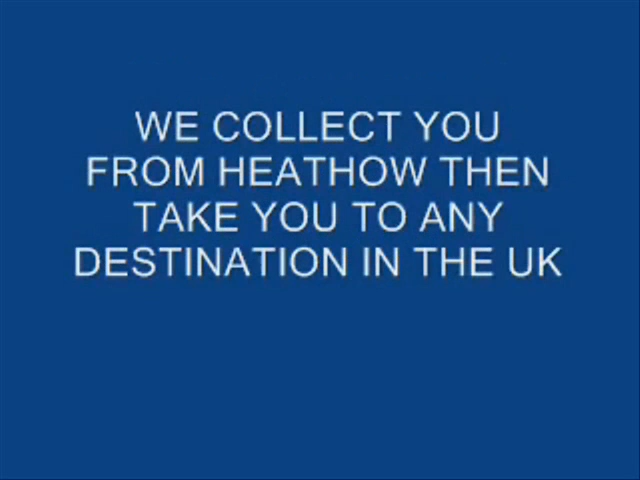 WE COLLECT YOU
FROM HEATHOW THEN
TAKE YOU TO ANY
DESTINATION IN THE UK